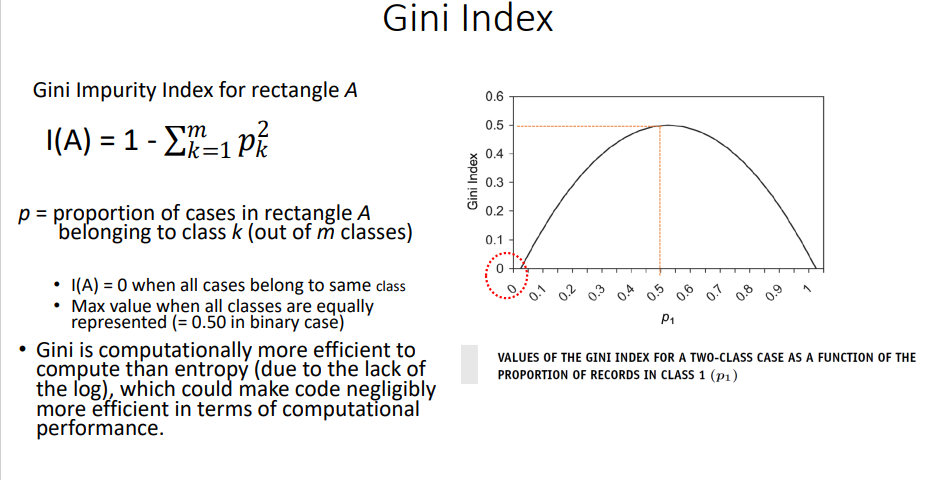 Gini Index
Gini Impurity Index for rectangle A
I(A) = 1 - ∑ᵐₖ₌₁ pₖ²
p = proportion of cases in rectangle A
belonging to class k (out of m classes)
• I(A) = 0 when all cases belong to same class
• Max value when all classes are equally
represented (= 0.50 in binary case)
• Gini is computationally more efficient to
compute than entropy (due to the lack of
the log), which could make code negligibly
more efficient in terms of computational
performance.
Gini Index
0.6
0.5
0.4
0.3
0.2
0.1
0
0 0.1 0.2 0.3 0.4 0.5 0.6 0.7 0.8 0.9 1
p₁
VALUES OF THE GINI INDEX FOR A TWO-CLASS CASE AS A FUNCTION OF THE
PROPORTION OF RECORDS IN CLASS 1 (p₁)